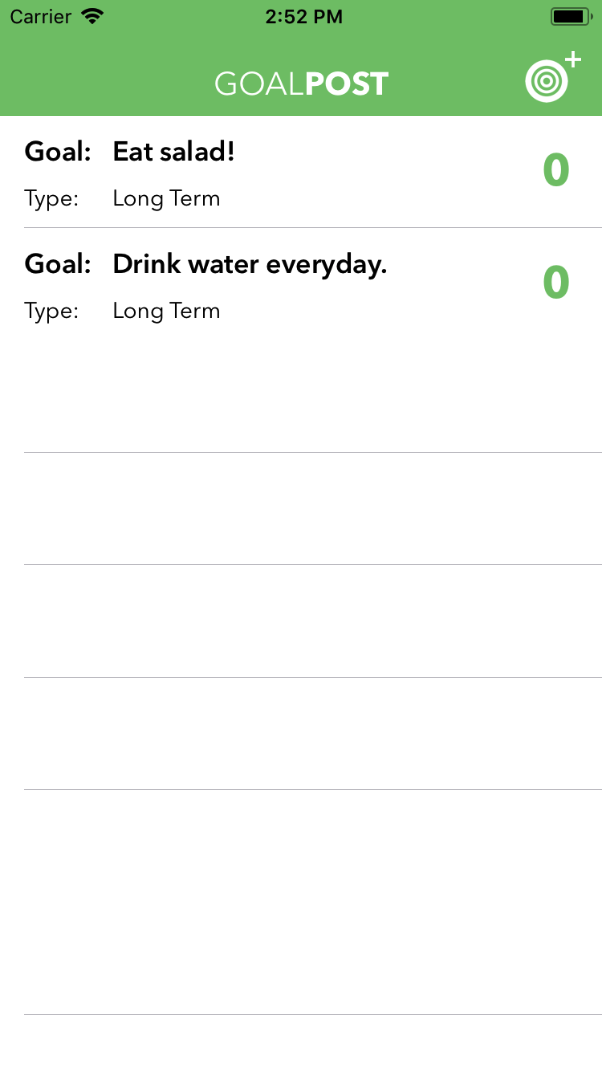 Carrier 2:52 PM
GOALPOST
Goal: Eat salad! 0
Type: Long Term
Goal: Drink water everyday. 0
Type: Long Term